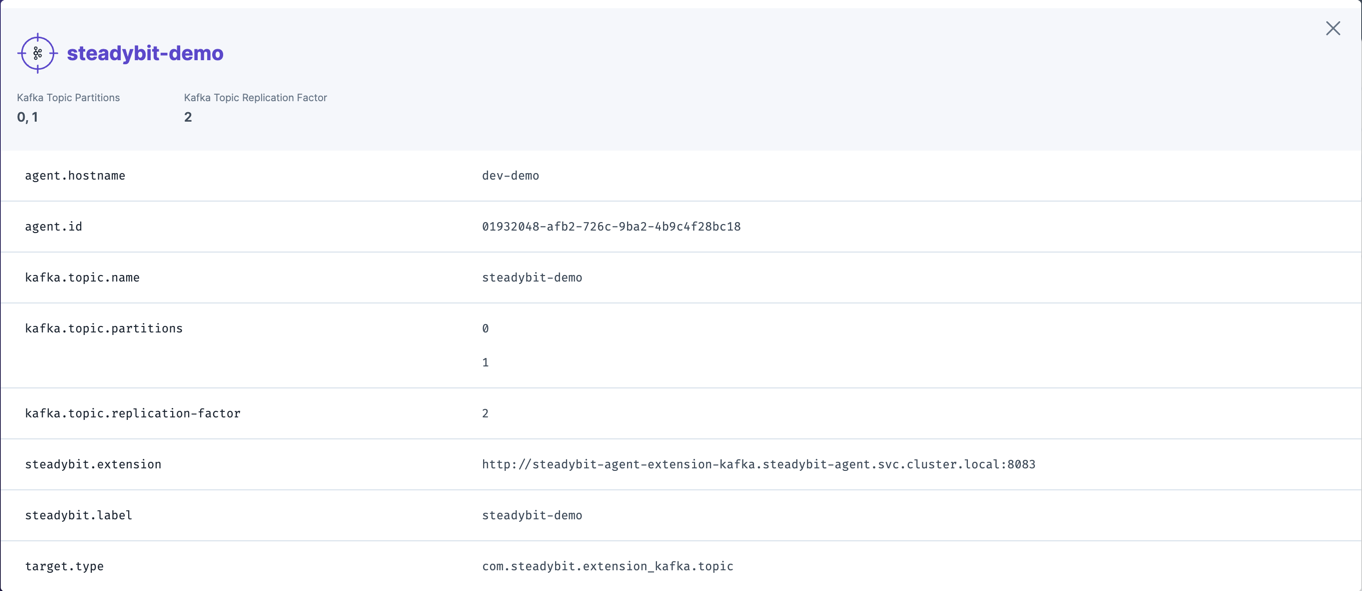 steadybit-demo
Kafka Topic Partitions Kafka Topic Replication Factor
0, 1 2
agent.hostname dev-demo
agent.id 01932048-afb2-726c-9ba2-4b9c4f28bc18
kafka.topic.name steadybit-demo
kafka.topic.partitions 0
1
kafka.topic.replication-factor 2
steadybit.extension http://steadybit-agent-extension-kafka.steadybit-agent.svc.cluster.local:8083
steadybit.label steadybit-demo
target.type com.steadybit.extension_kafka.topic